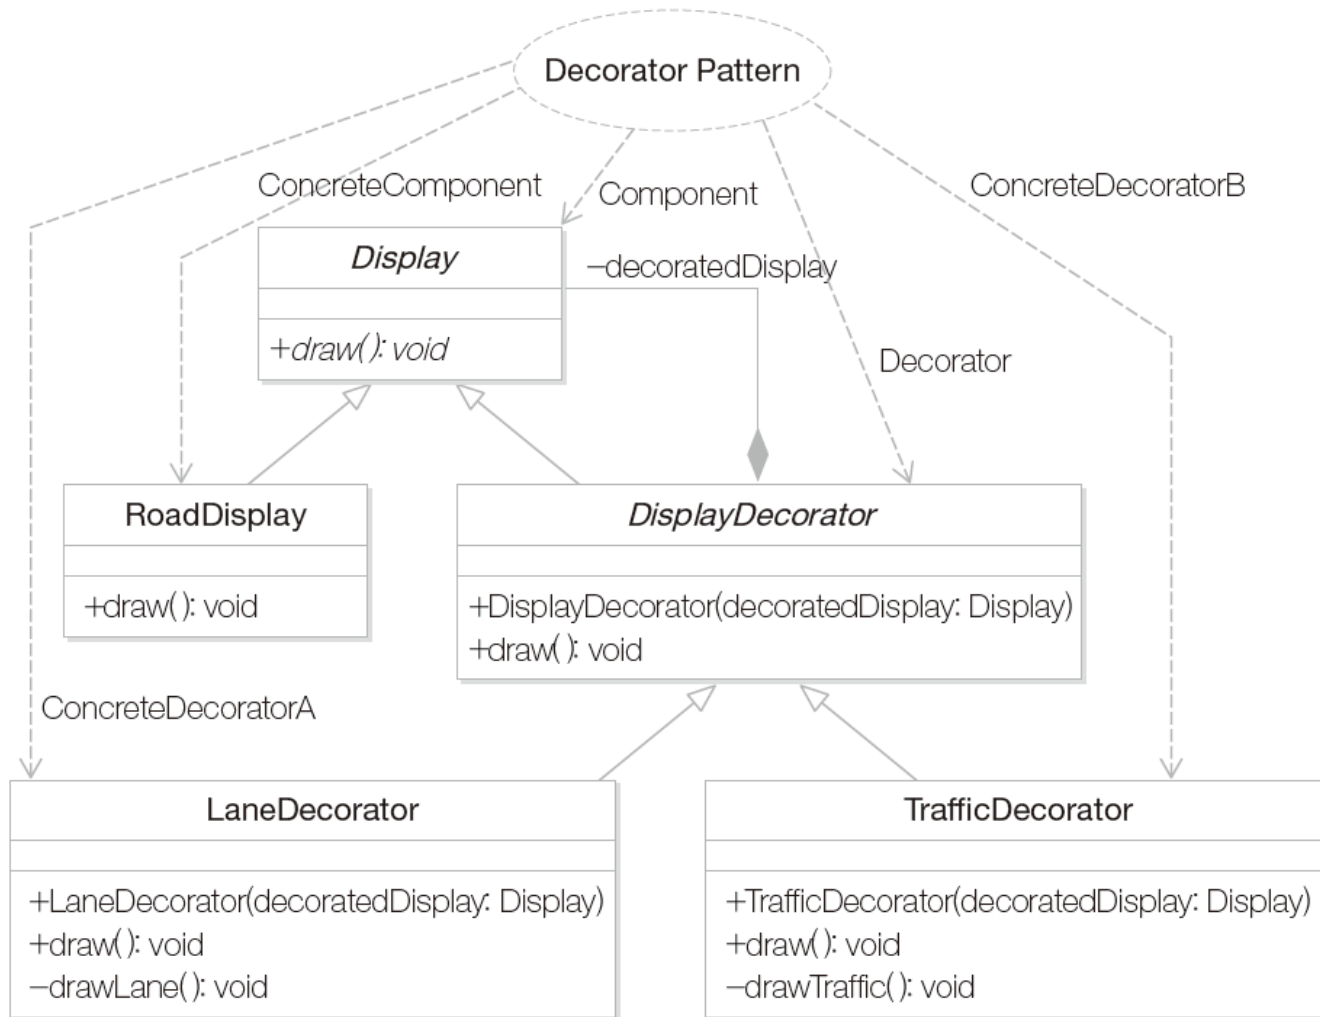 Decorator Pattern
ConcreteComponent
Component
ConcreteDecoratorB
Display
–decoratedDisplay
+draw(): void
Decorator
RoadDisplay
+draw(): void
DisplayDecorator
+DisplayDecorator(decoratedDisplay: Display)
+draw(): void
ConcreteDecoratorA
LaneDecorator
+LaneDecorator(decoratedDisplay: Display)
+draw(): void
–drawLane(): void
TrafficDecorator
+TrafficDecorator(decoratedDisplay: Display)
+draw(): void
–drawTraffic(): void